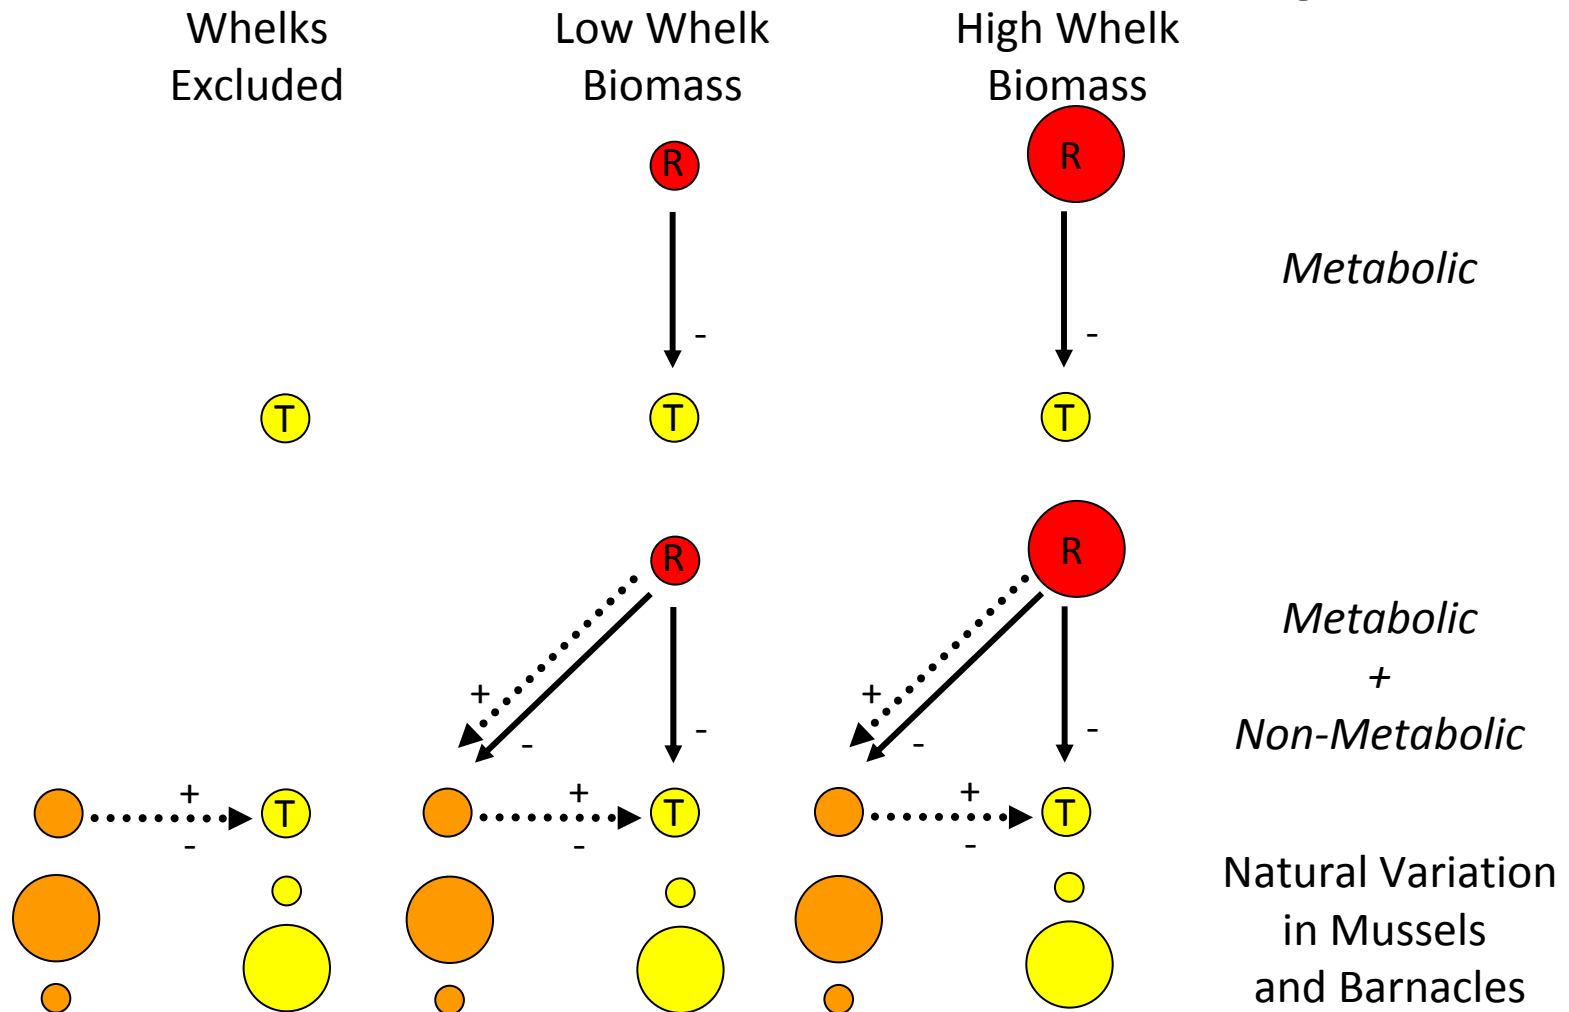 Whelks
Excluded
Low Whelk
Biomass
High Whelk
Biomass
R
R
Metabolic
-
-
T
T
T
R
R
Metabolic
+
Non-Metabolic
+
-
-
+
-
-
+
-
T
+
-
T
+
-
T
Natural Variation
in Mussels
and Barnacles